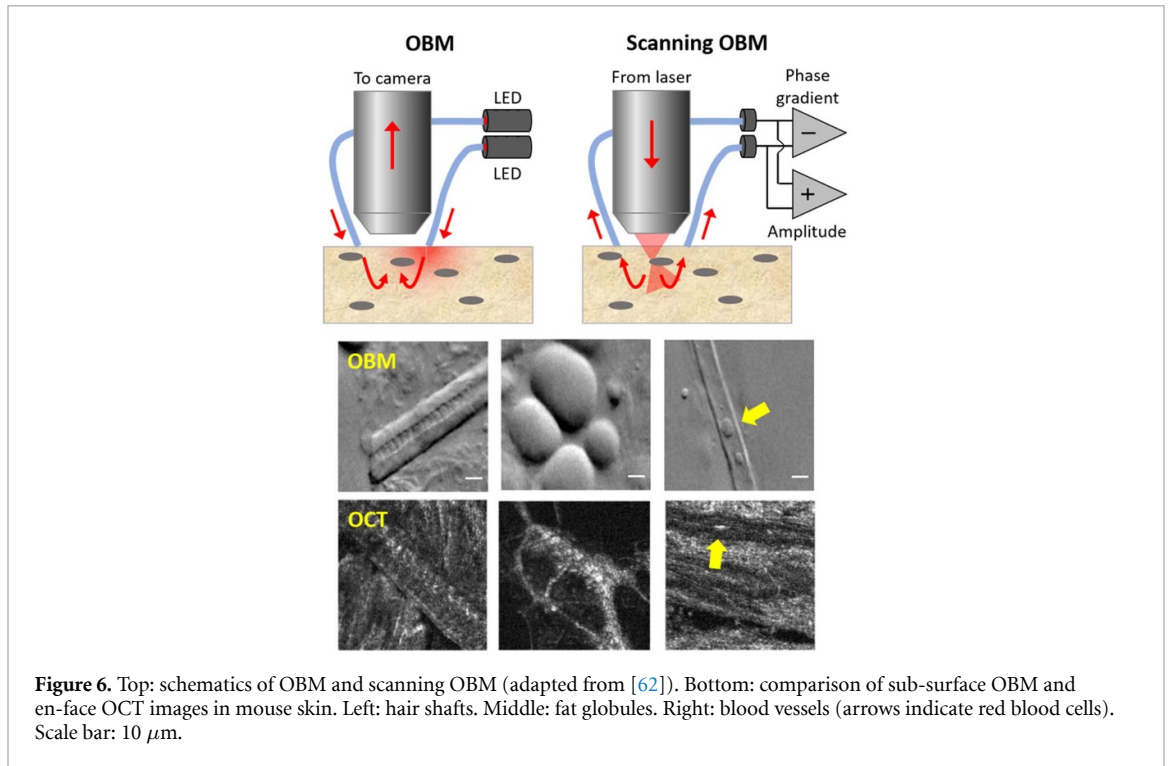 OBM
Scanning OBM
To camera
From laser
Phase
gradient
LED
LED
−
+
Amplitude
OBM
OCT
Figure 6. Top: schematics of OBM and scanning OBM (adapted from [62]). Bottom: comparison of sub-surface OBM and
en-face OCT images in mouse skin. Left: hair shafts. Middle: fat globules. Right: blood vessels (arrows indicate red blood cells).
Scale bar: 10 μm.